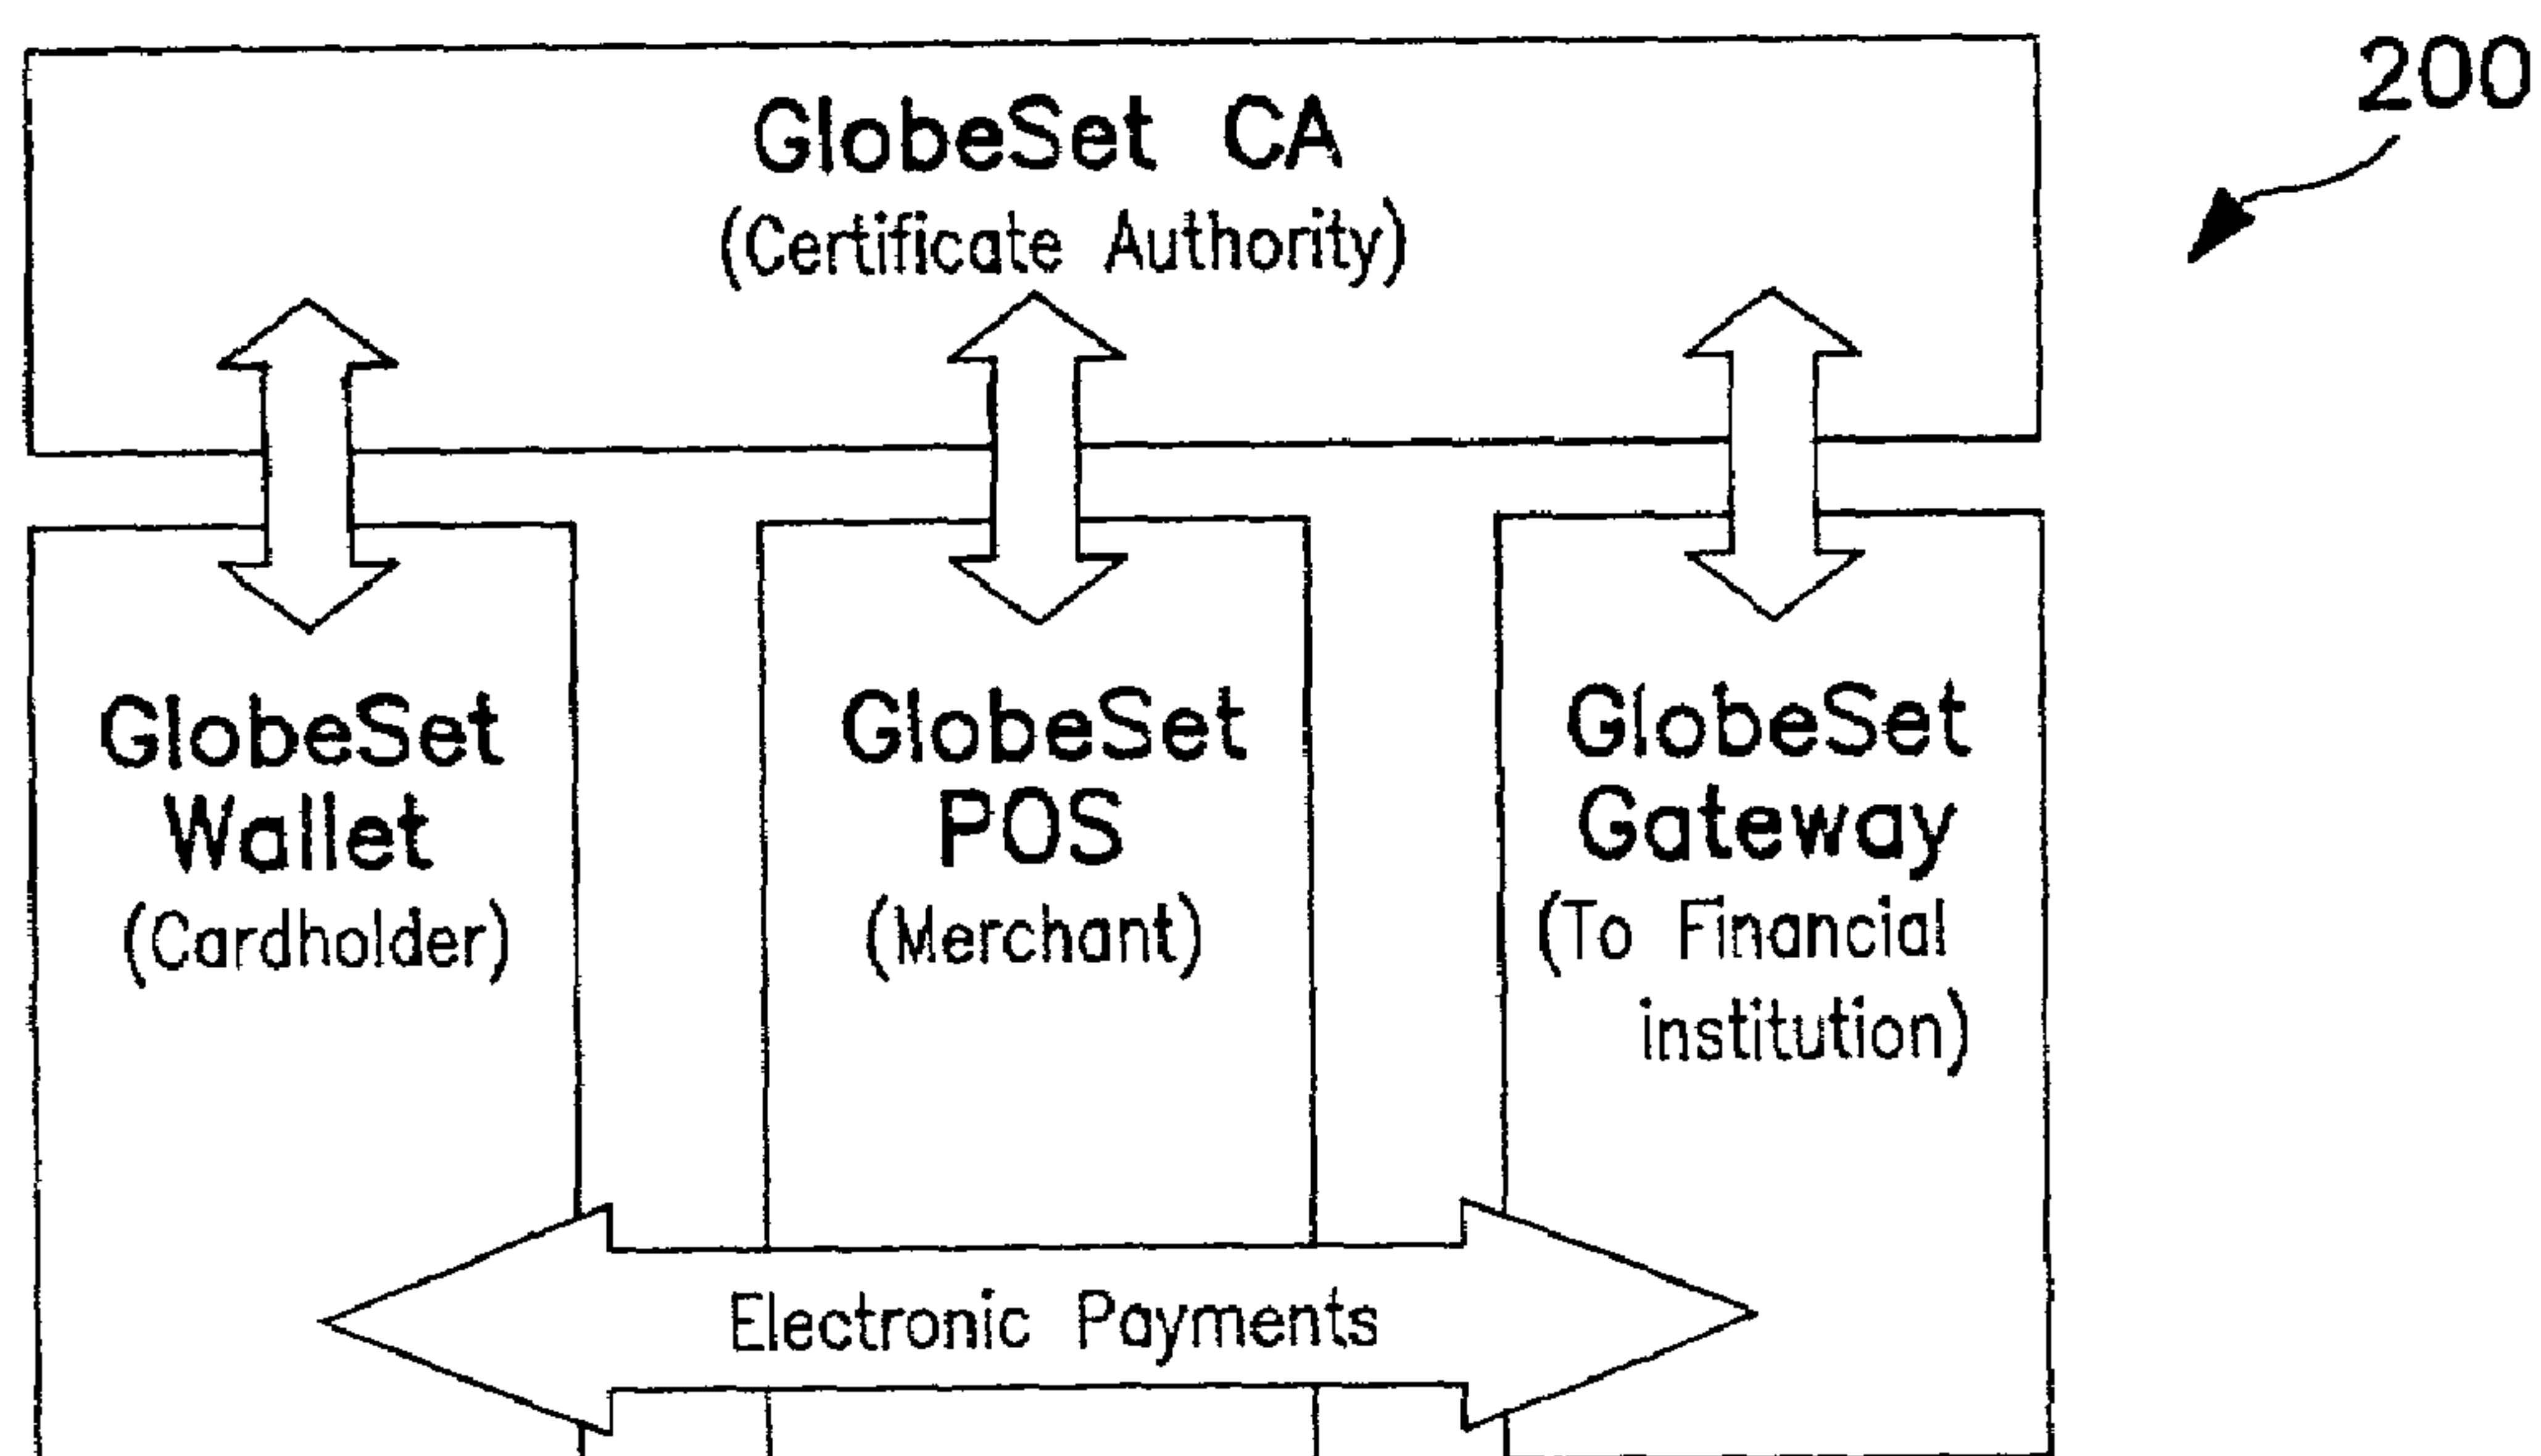 200
GlobeSet CA
(Certificate Authority)
GlobeSet
Wallet
(Cardholder)
GlobeSet
POS
(Merchant)
GlobeSet
Gateway
(To Financial
institution)
Electronic Payments